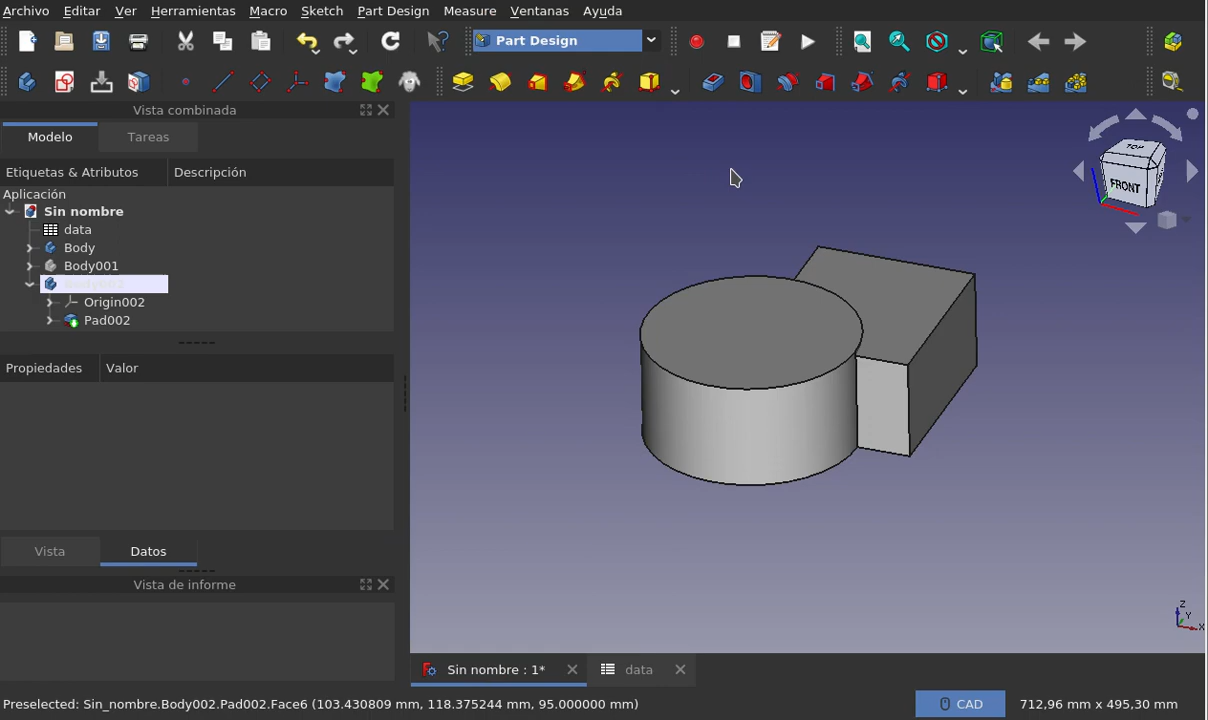 Archivo Editar Ver Herramientas Macro Sketch Part Design Measure Ventanas Ayuda
Part Design
Vista combinada
Modelo Tareas
Etiquetas & Atributos Descripción
Aplicación
Sin nombre
data
Body
Body001
Body002
Origin002
Pad002
Propiedades Valor
Vista Datos
Vista de informe
TOP
FRONT
Z
Y
X
Sin nombre : 1* data
Preselected: Sin_nombre.Body002.Pad002.Face6 (103.430809 mm, 118.375244 mm, 95.000000 mm) CAD 712,96 mm x 495,30 mm